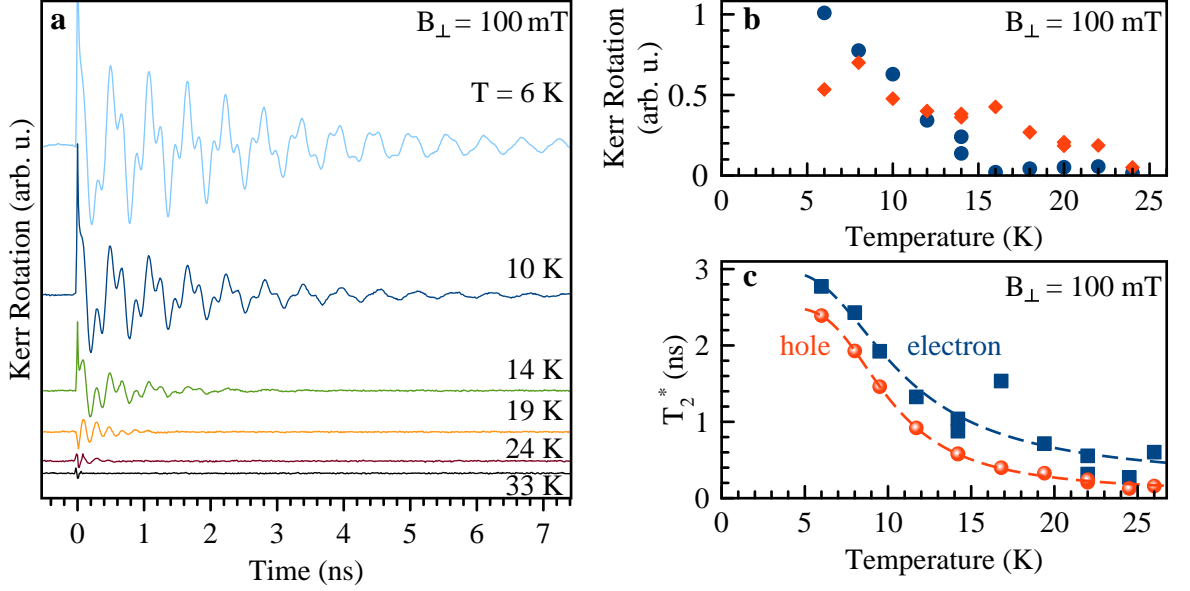 a
B⊥ = 100 mT
T = 6 K
10 K
14 K
19 K
24 K
33 K
Kerr Rotation (arb. u.)
0 1 2 3 4 5 6 7
Time (ns)
b
B⊥ = 100 mT
Kerr Rotation
(arb. u.)
1
0.5
0
0 5 10 15 20 25
Temperature (K)
c
B⊥ = 100 mT
hole
electron
T2* (ns)
3
2
1
0
0 5 10 15 20 25
Temperature (K)